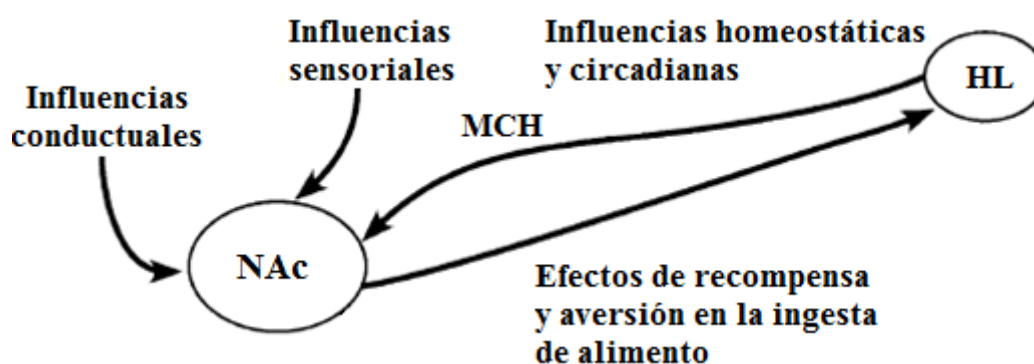 Influencias
conductuales
Influencias
sensoriales
Influencias homeostáticas
y circadianas
HL
MCH
NAc
Efectos de recompensa
y aversión en la ingesta
de alimento